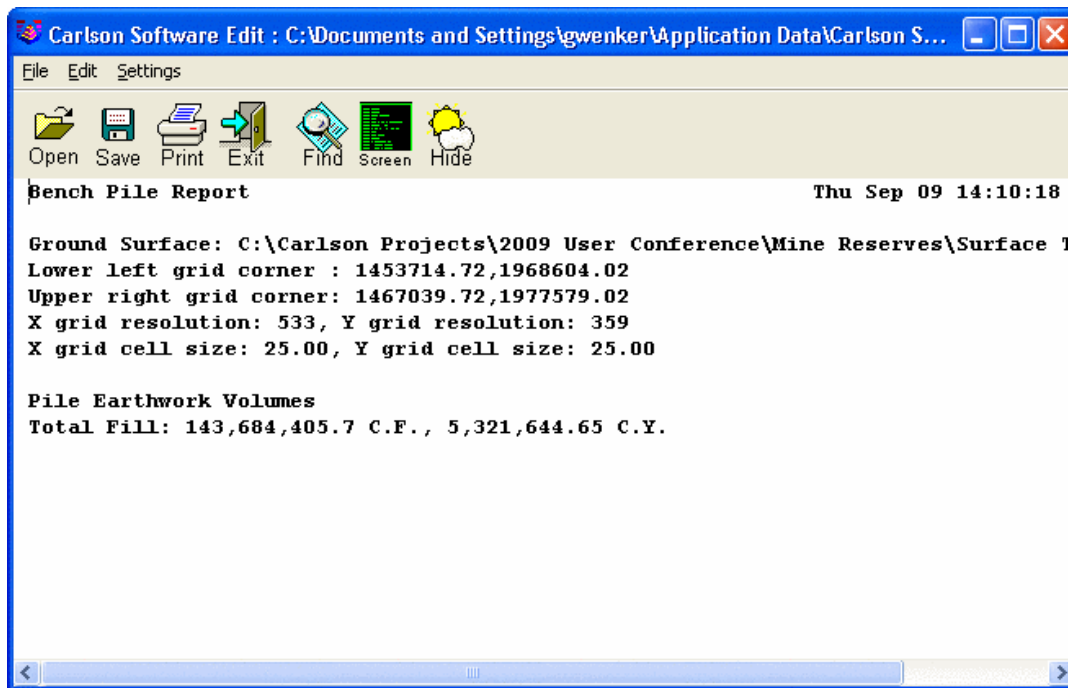 Carlson Software Edit : C:\Documents and Settings\gwenker\Application Data\Carlson S...
File Edit Settings
Open Save Print Exit Find Screen Hide
Bench Pile Report Thu Sep 09 14:10:18
Ground Surface: C:\Carlson Projects\2009 User Conference\Mine Reserves\Surface T
Lower left grid corner : 1453714.72,1968604.02
Upper right grid corner: 1467039.72,1977579.02
X grid resolution: 533, Y grid resolution: 359
X grid cell size: 25.00, Y grid cell size: 25.00
Pile Earthwork Volumes
Total Fill: 143,684,405.7 C.F., 5,321,644.65 C.Y.